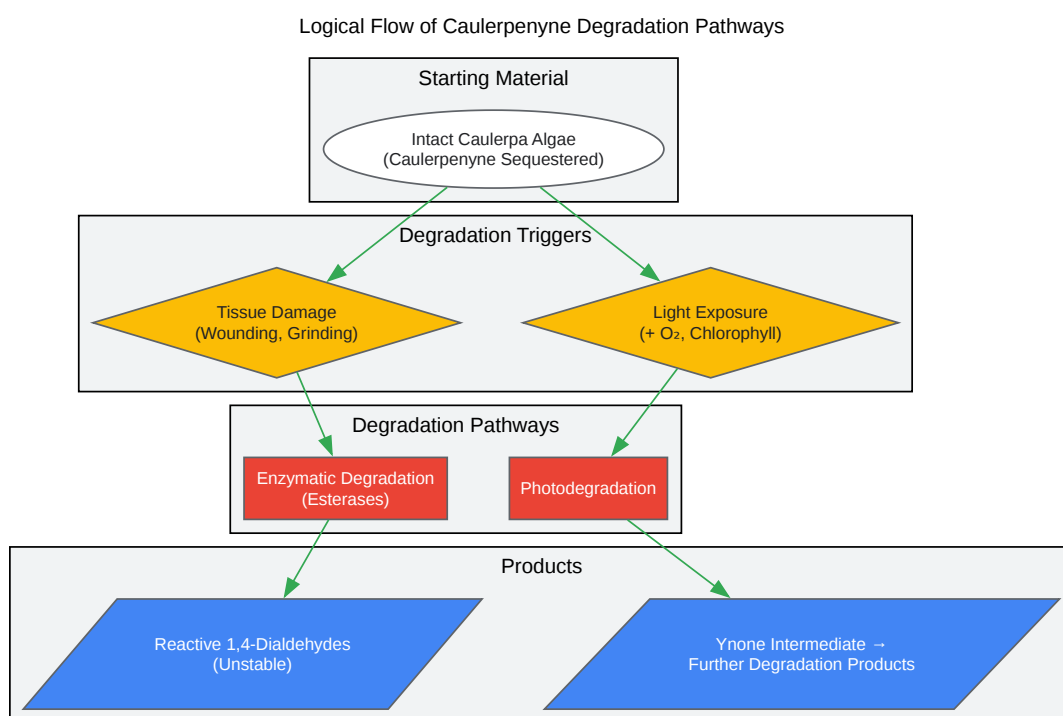 Logical Flow of Caulerpenyne Degradation Pathways
Starting Material
Intact Caulerpa Algae
(Caulerpenyne Sequestered)
Degradation Triggers
Tissue Damage
(Wounding, Grinding)
Light Exposure
(+ O₂, Chlorophyll)
Degradation Pathways
Enzymatic Degradation
(Esterases)
Photodegradation
Products
Reactive 1,4-Dialdehydes
(Unstable)
Ynone Intermediate →
Further Degradation Products